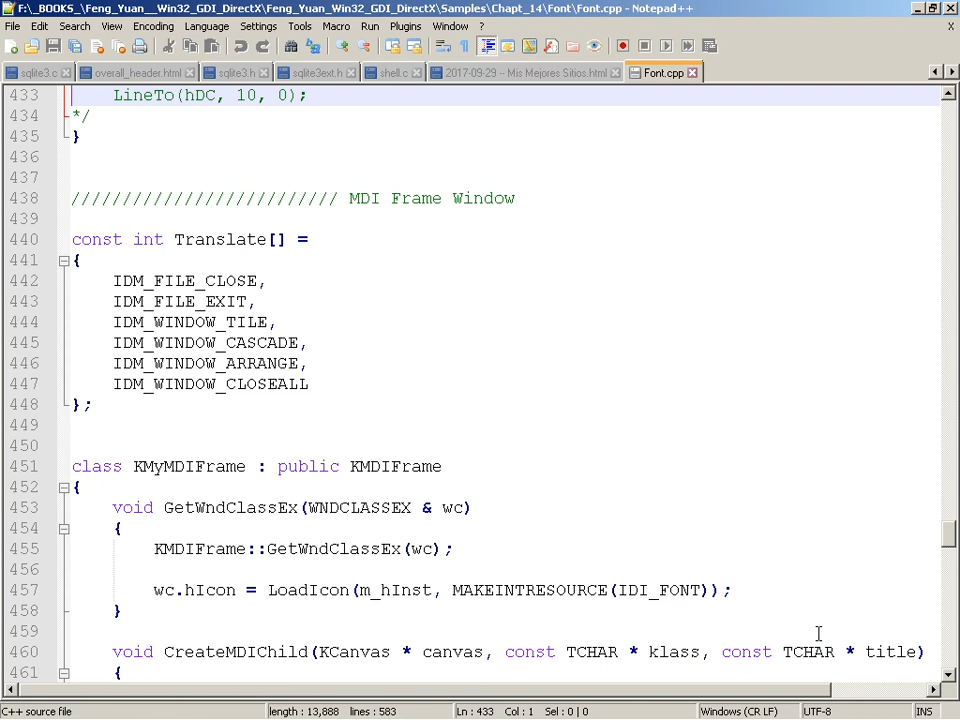 F:\_BOOKS_\Feng_Yuan__Win32_GDI_DirectX\Feng_Yuan_Win32_GDI_DirectX\Samples\Chapt_14\Font\Font.cpp - Notepad++
File Edit Search View Encoding Language Settings Tools Macro Run Plugins Window ? X
sqlite3.c overall_header.html sqlite3.h sqlite3ext.h shell.c 2017-09-29 -- Mis Mejores Sitios.html Font.cpp
433 LineTo(hDC, 10, 0);
434 */
435 }
436
437
438 ////////////////////////// MDI Frame Window
439
440 const int Translate[] =
441 {
442 IDM_FILE_CLOSE,
443 IDM_FILE_EXIT,
444 IDM_WINDOW_TILE,
445 IDM_WINDOW_CASCADE,
446 IDM_WINDOW_ARRANGE,
447 IDM_WINDOW_CLOSEALL
448 };
449
450
451 class KMyMDIFrame : public KMDIFrame
452 {
453 void GetWndClassEx(WNDCLASSEX & wc)
454 {
455 KMDIFrame::GetWndClassEx(wc);
456
457 wc.hIcon = LoadIcon(m_hInst, MAKEINTRESOURCE(IDI_FONT));
458 }
459
460 void CreateMDIChild(KCanvas * canvas, const TCHAR * klass, const TCHAR * title)
461 {
C++ source file length : 13,888 lines : 583 Ln : 433 Col : 1 Sel : 0 | 0 Windows (CR LF) UTF-8 INS